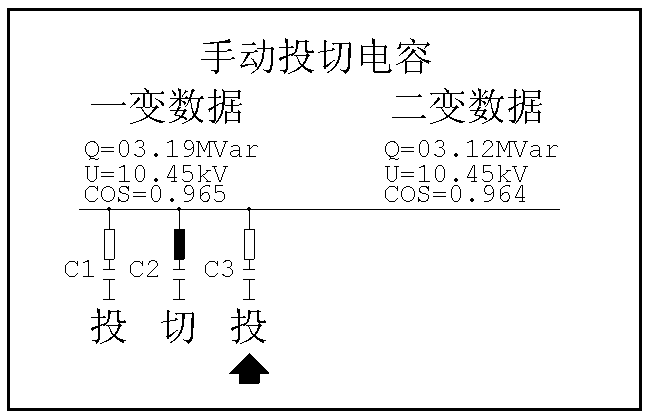 手动投切电容
一变数据 二变数据
Q=03.19MVar Q=03.12MVar
U=10.45kV U=10.45kV
COS=0.965 COS=0.964
C1 C2 C3
投 切 投